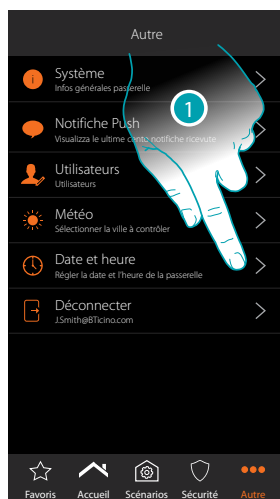 Autre
Système
Infos générales passerelle
1
Notifiche Push
Visualizza le ultime cento notifiche ricevute
Utilisateurs
Utilisateurs
Météo
Sélectionner la ville à contrôler
Date et heure
Régler la date et l'heure de la passerelle
Déconnecter
J.Smith@BTicino.com
Favoris Accueil Scénarios Sécurité Autre